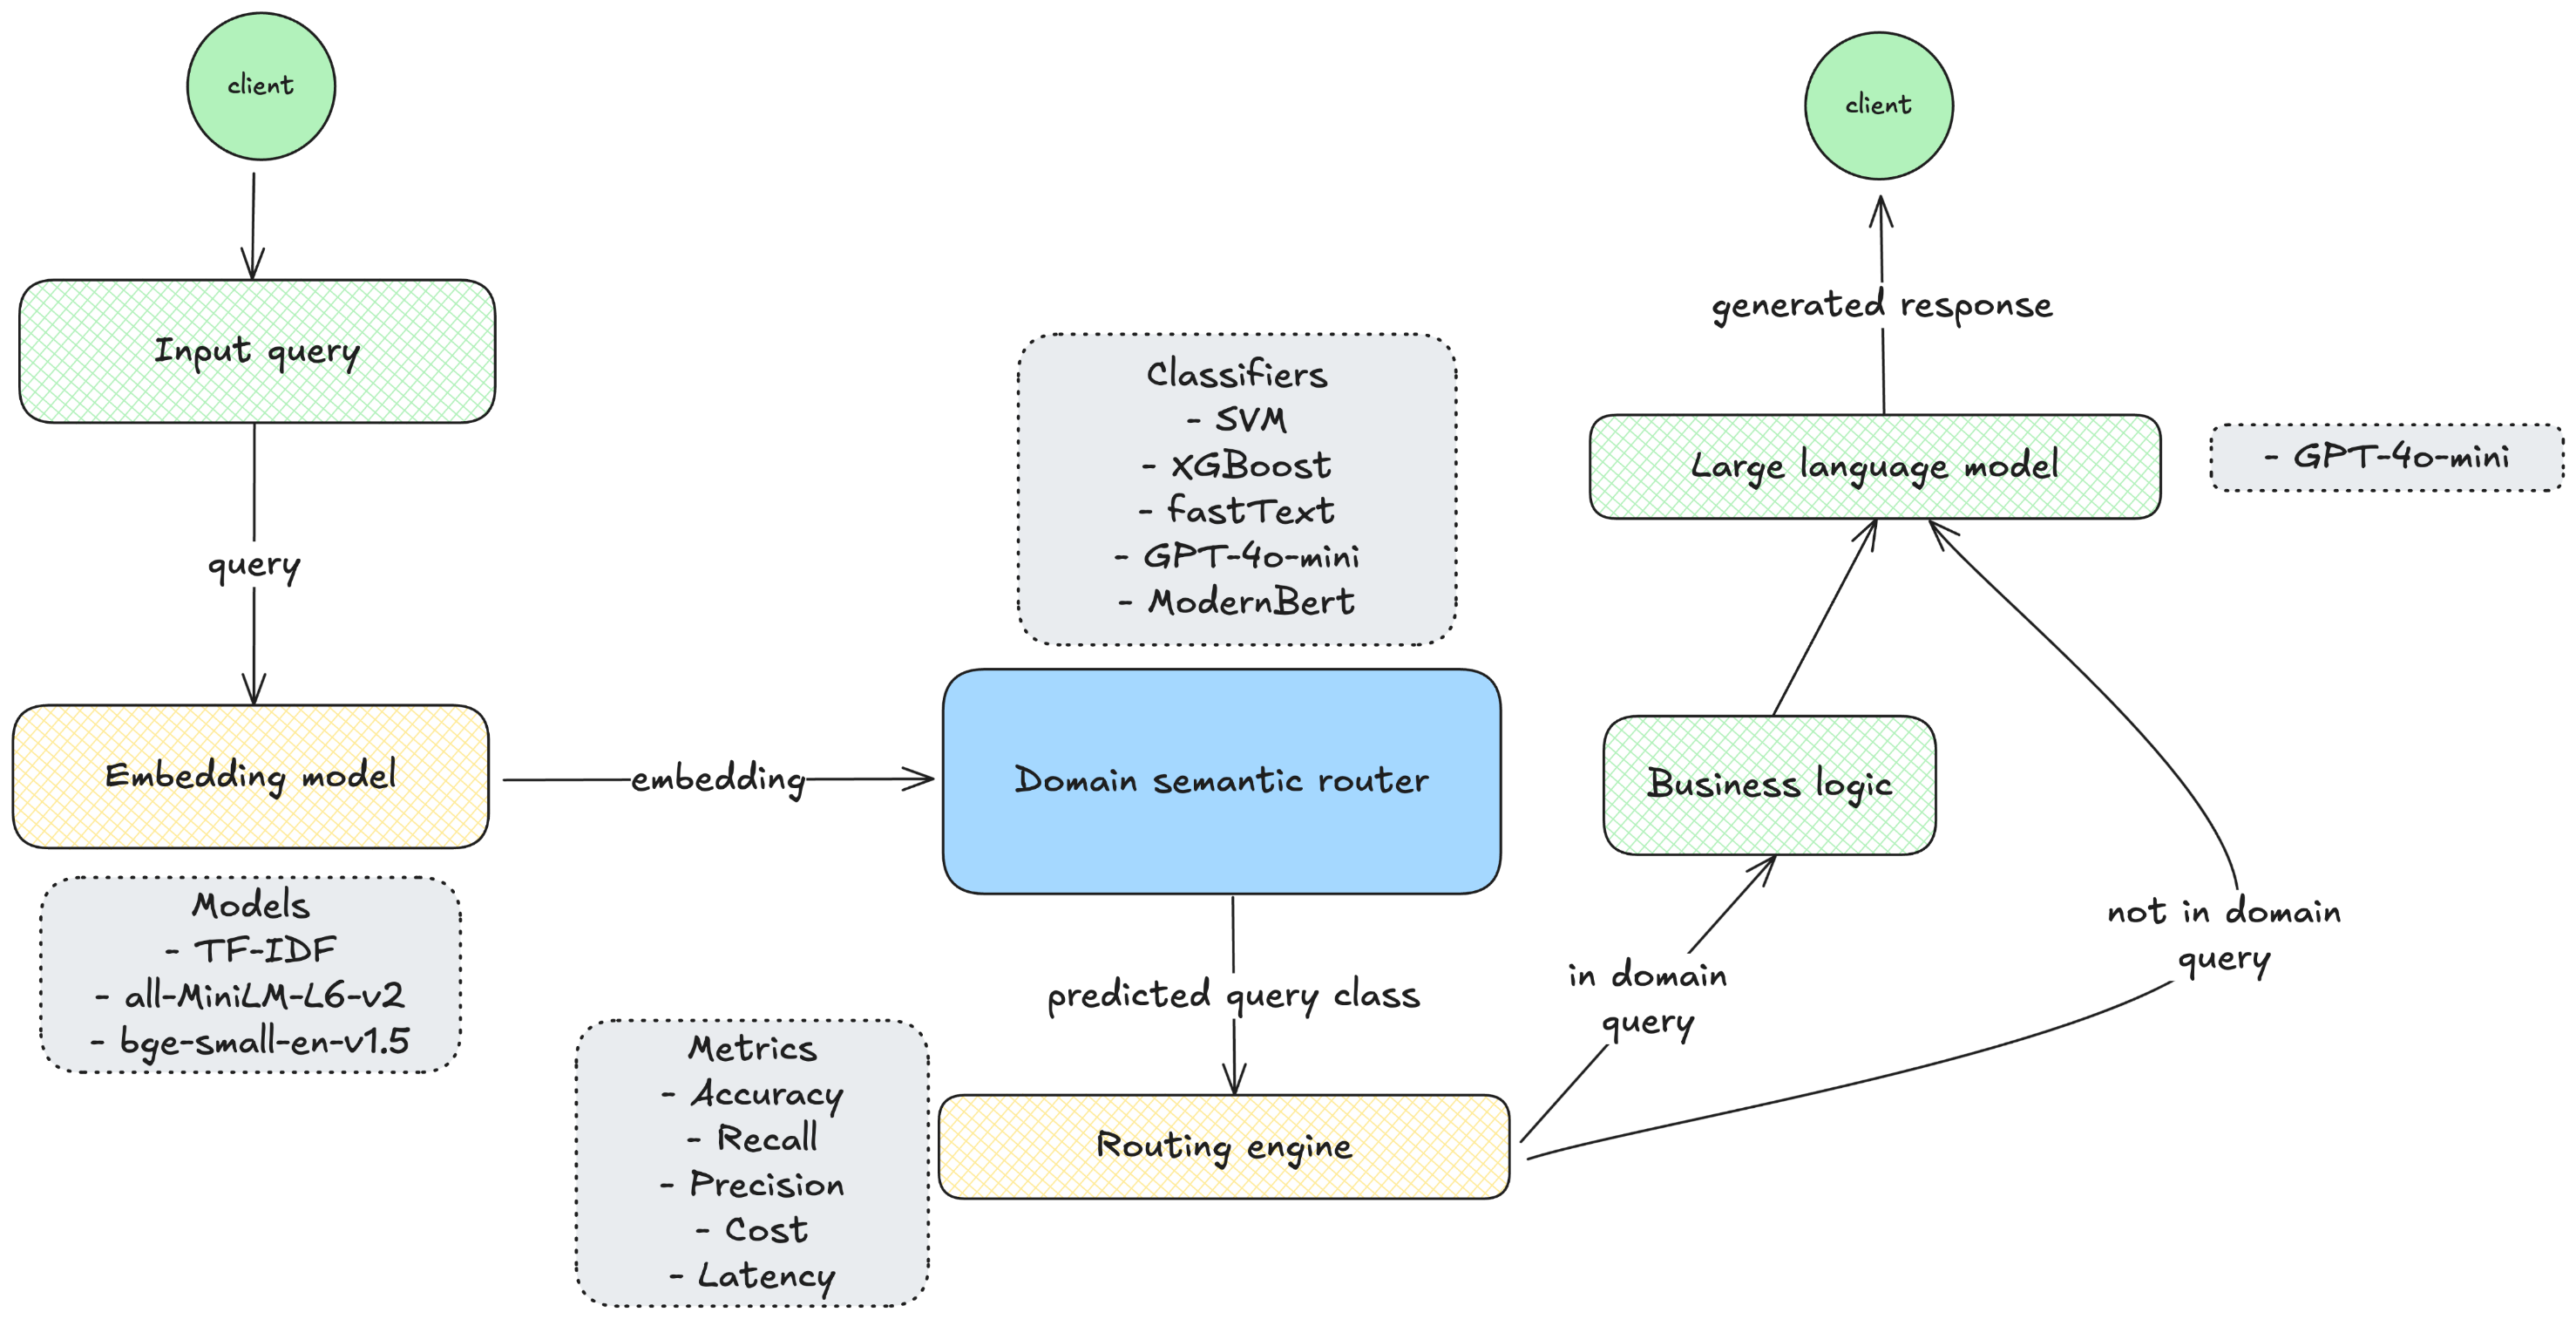 client
Input query
query
Embedding model
Models
- TF-IDF
- all-MiniLM-L6-v2
- bge-small-en-v1.5
embedding
Classifiers
- SVM
- XGBoost
- fastText
- GPT-4o-mini
- ModernBert
Domain semantic router
predicted query class
Metrics
- Accuracy
- Recall
- Precision
- Cost
- Latency
Routing engine
in domain
query
not in domain
query
Business logic
Large language model
- GPT-4o-mini
generated response
client